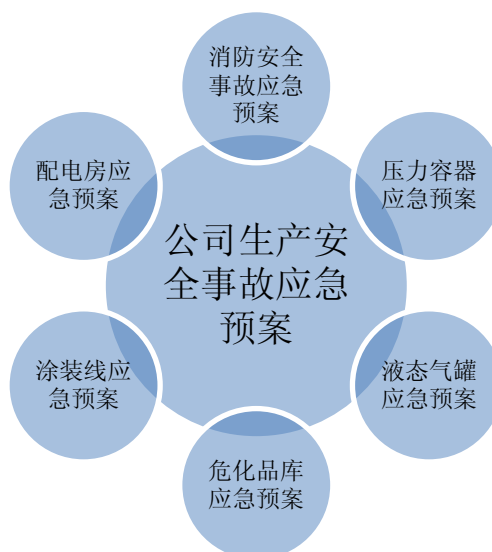 消防安全
事故应急
预案
配电房应
急预案
压力容器
应急预案
公司生产安
全事故应急
预案
涂装线应
急预案
液态气罐
应急预案
危化品库
应急预案